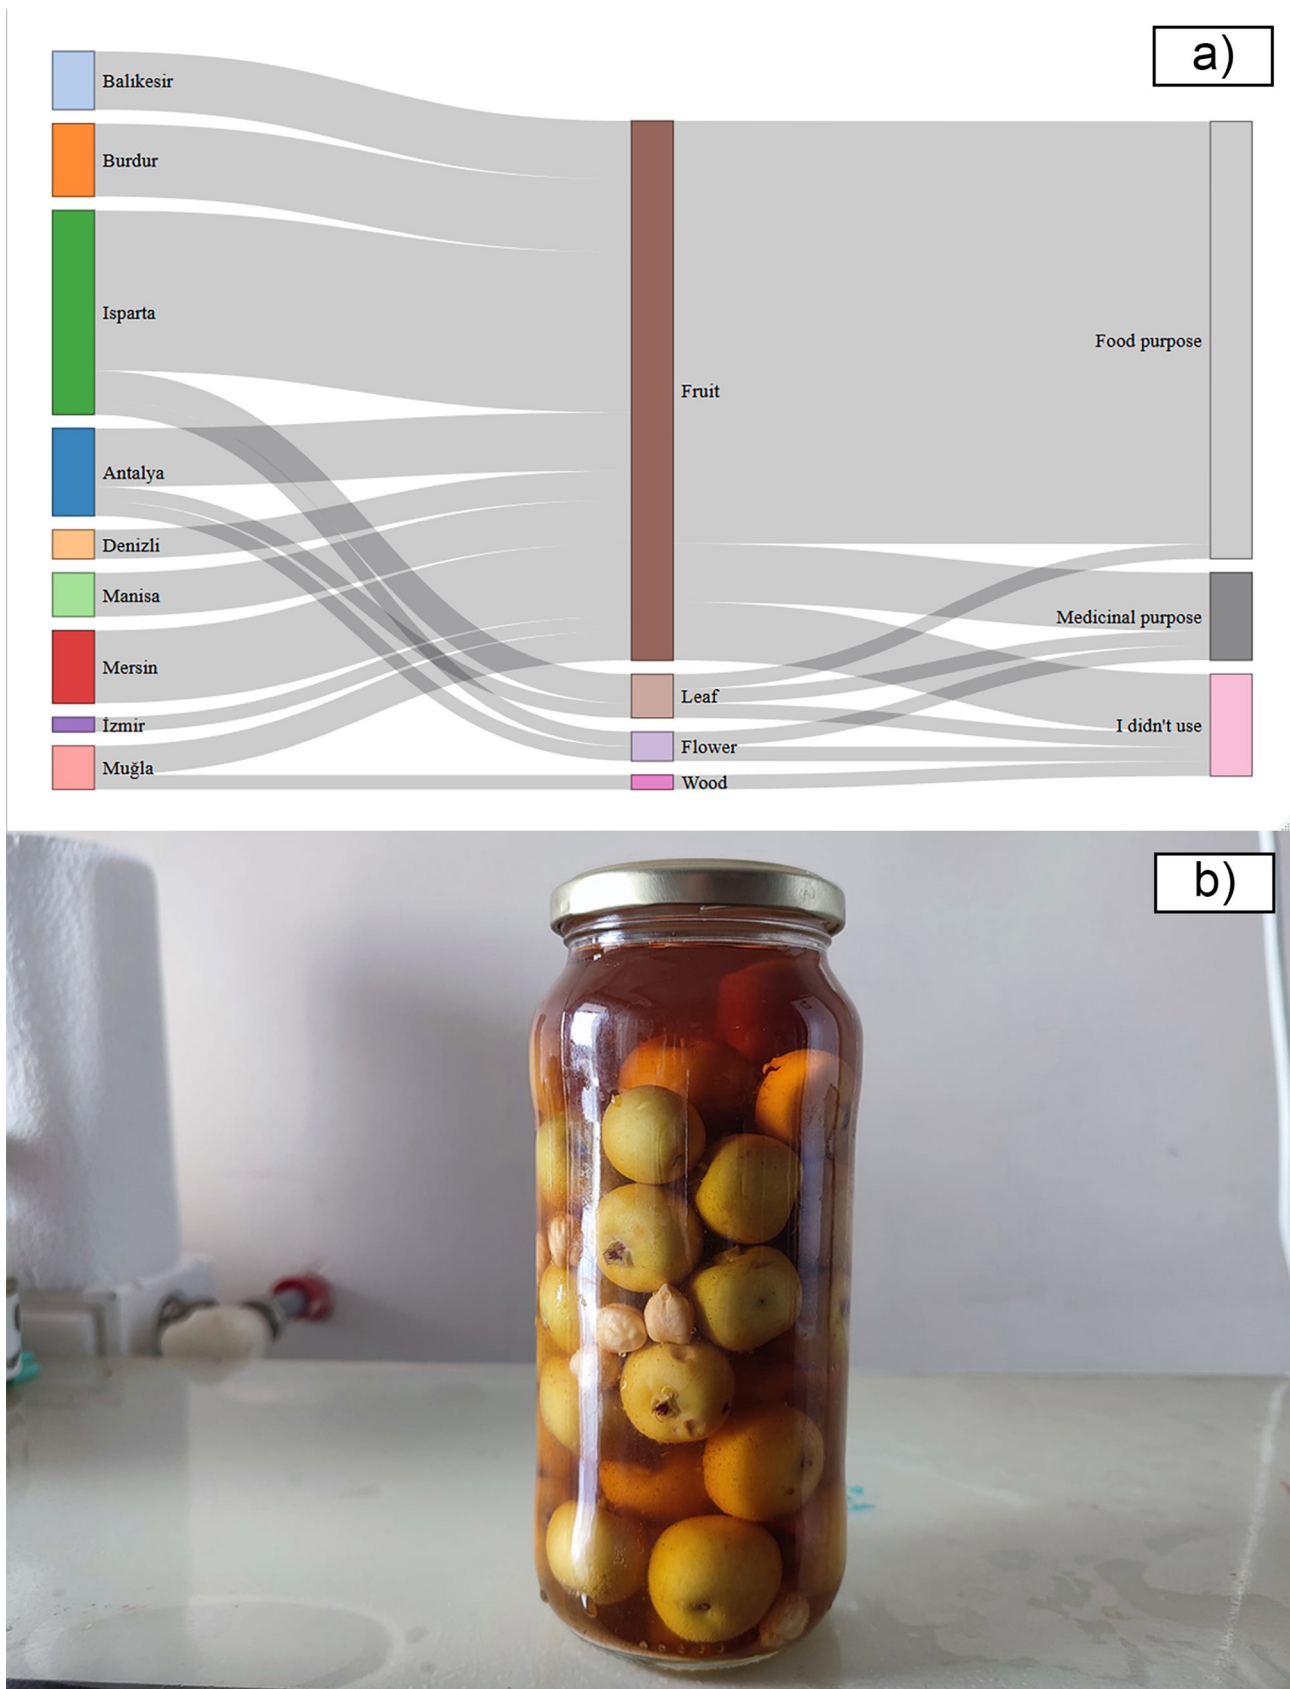 a)
Balıkesir
Burdur
Isparta
Antalya
Denizli
Manisa
Mersin
İzmir
Muğla
Fruit
Leaf
Flower
Wood
Food purpose
Medicinal purpose
I didn't use
b)